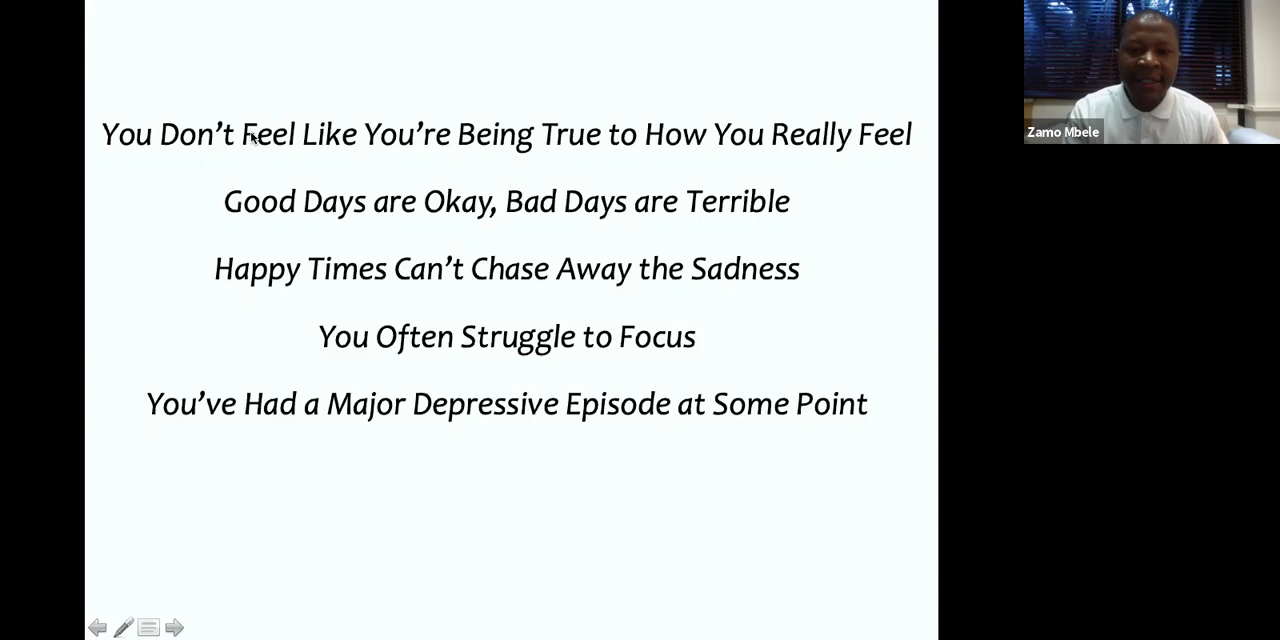 You Don’t Feel Like You’re Being True to How You Really Feel
Good Days are Okay, Bad Days are Terrible
Happy Times Can’t Chase Away the Sadness
You Often Struggle to Focus
You’ve Had a Major Depressive Episode at Some Point
Zamo Mbele